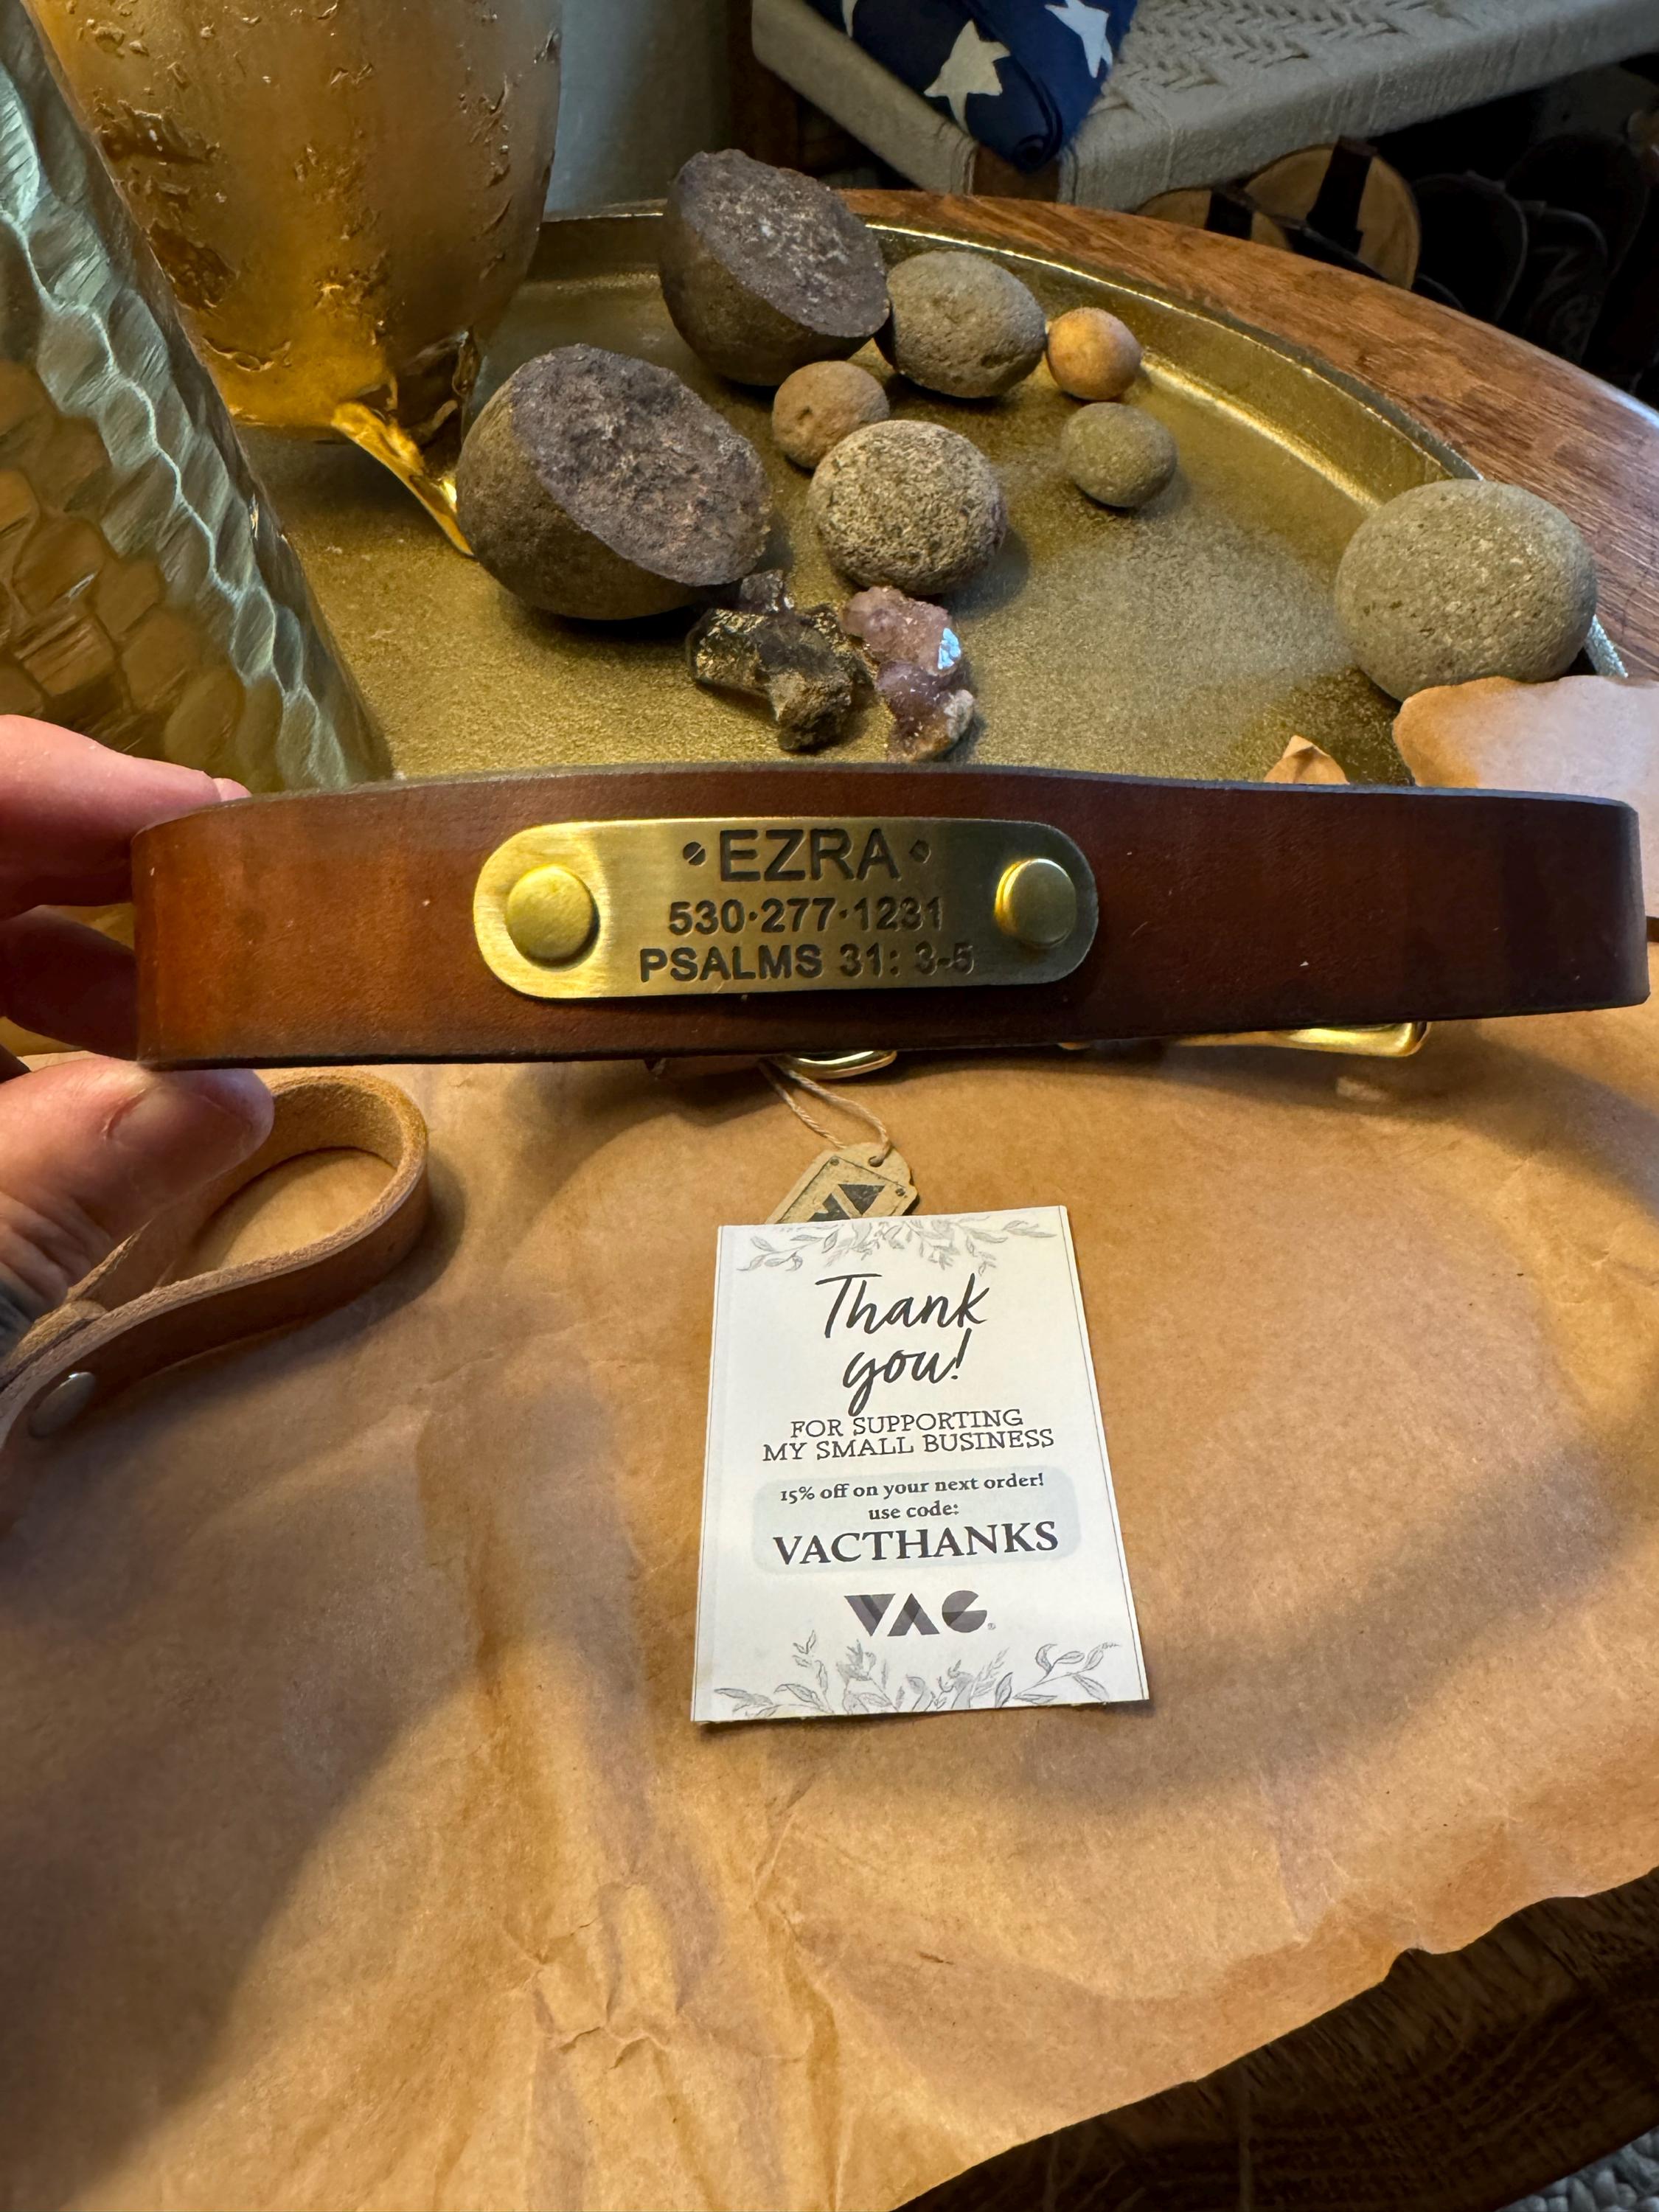 • EZRA •
530·277·1231
PSALMS 31: 3-5
Thank
you!
FOR SUPPORTING
MY SMALL BUSINESS
15% off on your next order!
use code:
VACTHANKS
VAC®